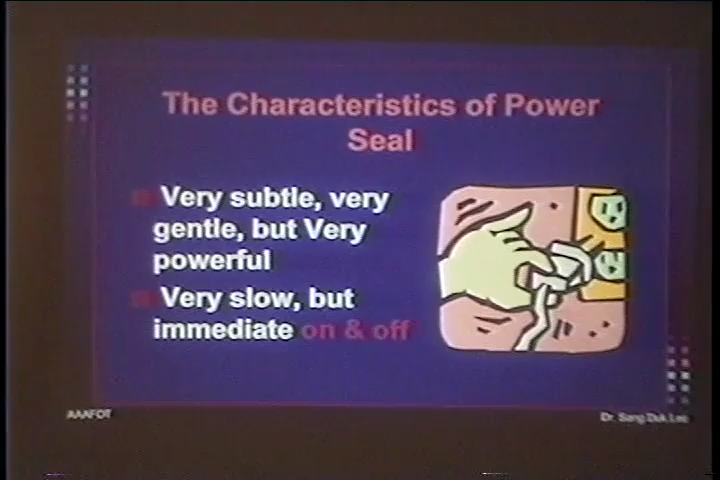 The Characteristics of Power
Seal
Very subtle, very
gentle, but Very
powerful
Very slow, but
immediate on & off
AAAFOT
Dr. Sang Duk Lee